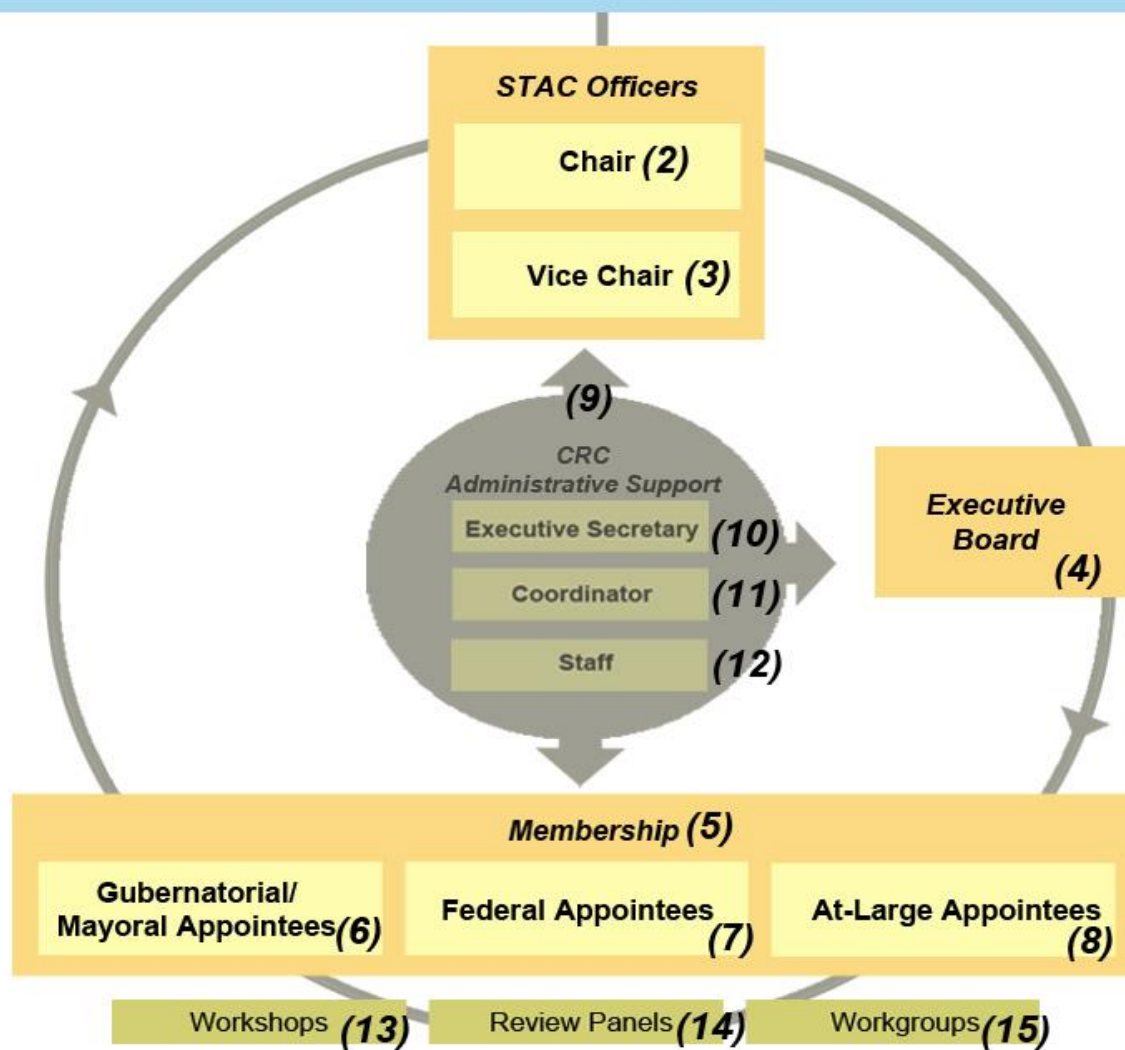 STAC Officers
Chair (2)
Vice Chair (3)
(9)
CRC
Administrative Support
Executive Secretary (10)
Coordinator (11)
Staff (12)
Executive
Board
(4)
Membership (5)
Gubernatorial/
Mayoral Appointees (6)
Federal Appointees
(7)
At-Large Appointees
(8)
Workshops (13)
Review Panels (14)
Workgroups (15)